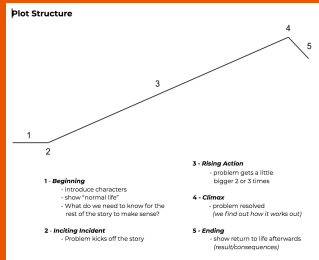 Plot Structure
4
5
3
1
2
1 - Beginning
- introduce characters
- show "normal life"
- What do we need to know for the
rest of the story to make sense?
2 - Inciting Incident
- Problem kicks off the story
3 - Rising Action
- problem gets a little
bigger 2 or 3 times
4 - Climax
- problem resolved
(we find out how it works out)
5 - Ending
- show return to life afterwards
(result/consequences)